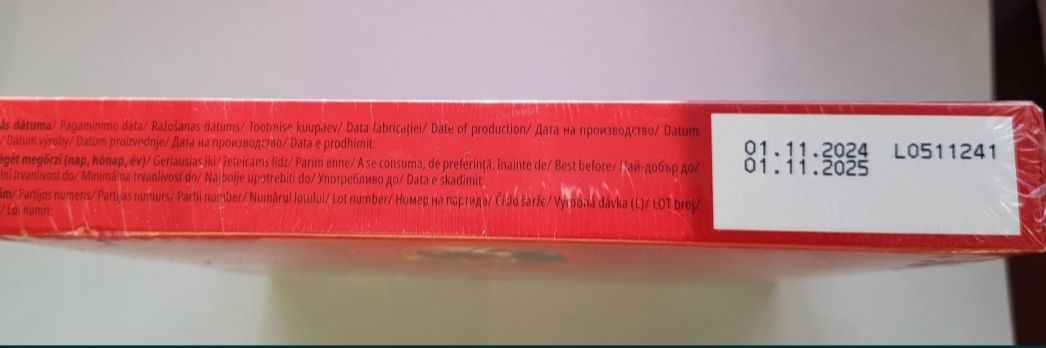 ás dátuma/ Pagaminimo data/ Ražošanas datums/ Tootmise kuupäev/ Data fabricației/ Date of production/ Дата на производство/ Datum
/ Dátum výroby/ Datum proizvodnje/ Дата на производство/ Data e prodhimit:
égét megőrzi (nap, hónap, év)/ Geriausias iki/ Ieteicams līdz/ Parim enne/ A se consuma, de preferință, înainte de/ Best before/ Най-добър до/
lní trvanlivost do/ Minimálna trvanlivosť do/ Najbolje upotrebiti do/ Употребливо до/ Data e skadimit:
ám/ Partijos numeris/ Partijas numurs/ Partii number/ Numărul lotului/ Lot number/ Номер на партида/ Číslo šarže/ Výrobná dávka (L)/ LOT broj/
/ Lot numri:
01.11.2024 L0511241
01.11.2025